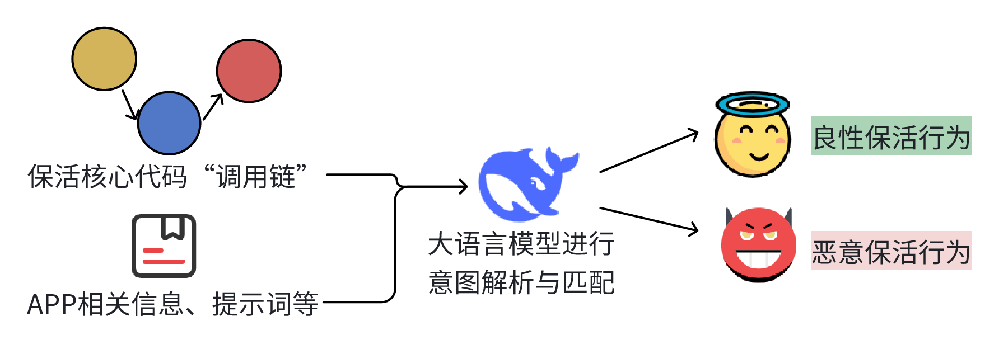 保活核心代码“调用链”
APP相关信息、提示词等
大语言模型进行
意图解析与匹配
良性保活行为
恶意保活行为